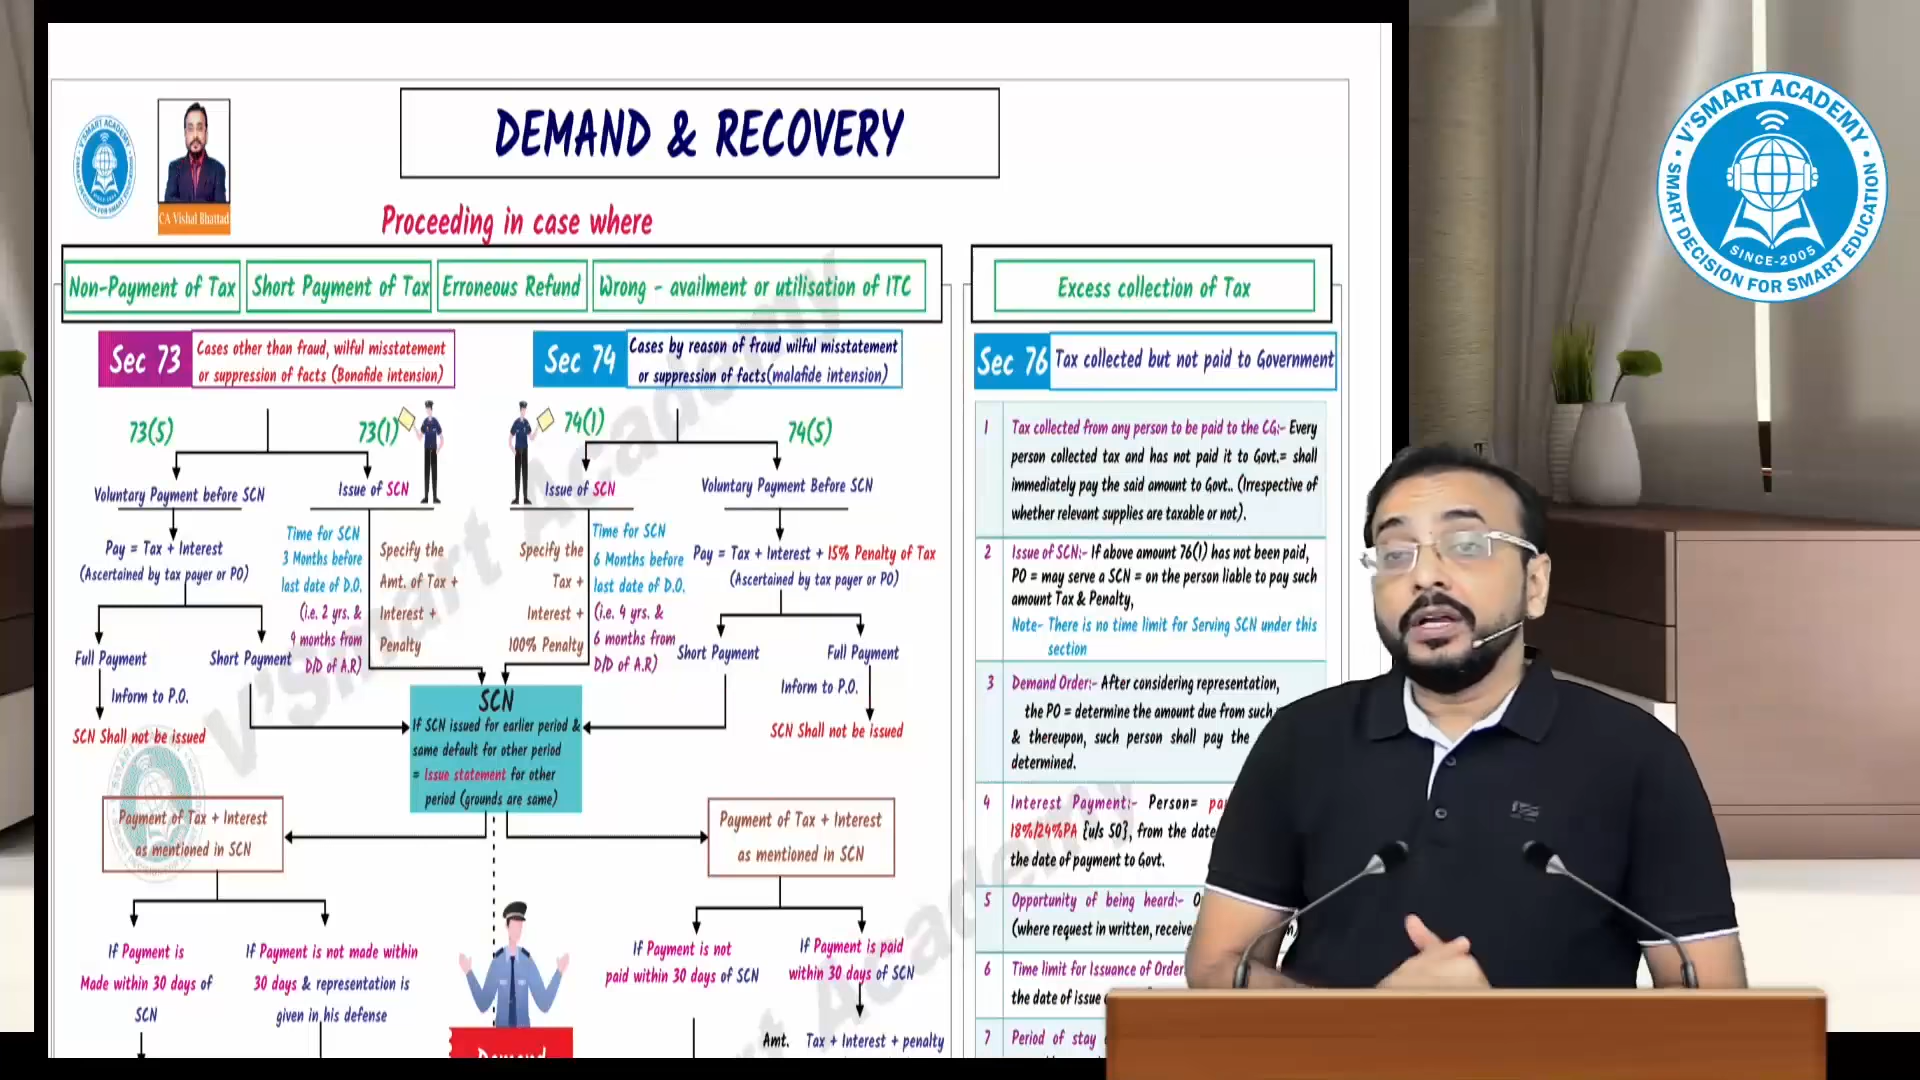 DEMAND & RECOVERY
CA Vishal Bhattad
Proceeding in case where
Non-Payment of Tax
Short Payment of Tax
Erroneous Refund
Wrong - availment or utilisation of ITC
Sec 73
Cases other than fraud, wilful misstatement
or suppression of facts (Bonafide intension)
Sec 74
Cases by reason of fraud wilful misstatement
or suppression of facts(malafide intension)
73(5)
73(1)
74(1)
74(5)
Voluntary Payment before SCN
Issue of SCN
Issue of SCN
Voluntary Payment Before SCN
Pay = Tax + Interest
(Ascertained by tax payer or PO)
Time for SCN
3 Months before
last date of D.O.
(i.e. 2 yrs. &
9 months from
D/D of A.R)
Specify the
Amt. of Tax +
Interest +
Penalty
Specify the
Tax +
Interest +
100% Penalty
Time for SCN
6 Months before
last date of D.O.
(i.e. 4 yrs. &
6 months from
D/D of A.R)
Pay = Tax + Interest + 15% Penalty of Tax
(Ascertained by tax payer or PO)
Full Payment
Short Payment
Inform to P.O.
SCN Shall not be issued
Short Payment
Full Payment
Inform to P.O.
SCN Shall not be issued
SCN
If SCN issued for earlier period &
same default for other period
= Issue statement for other
period (grounds are same)
Payment of Tax + Interest
as mentioned in SCN
Payment of Tax + Interest
as mentioned in SCN
If Payment is
Made within 30 days of
SCN
If Payment is not made within
30 days & representation is
given in his defense
If Payment is not
paid within 30 days of SCN
If Payment is paid
within 30 days of SCN
Amt. Tax + Interest + penalty
Demand
Excess collection of Tax
Sec 76
Tax collected but not paid to Government
1 Tax collected from any person to be paid to the CG:- Every
person collected tax and has not paid it to Govt.= shall
immediately pay the said amount to Govt.. (Irrespective of
whether relevant supplies are taxable or not).
2 Issue of SCN:- If above amount 76(1) has not been paid,
PO = may serve a SCN = on the person liable to pay such
amount Tax & Penalty,
Note- There is no time limit for Serving SCN under this
section
3 Demand Order:- After considering representation,
the PO = determine the amount due from such
& thereupon, such person shall pay the
determined.
4 Interest Payment:- Person=
18%/24%PA {u/s 50}, from the date
the date of payment to Govt.
5 Opportunity of being heard:-
(where request in written,
6 Time limit for Issuance of Order
the date of issue
7 Period of stay
V'Smart Academy
V'SMART ACADEMY
SINCE-2005
SMART DECISION FOR SMART EDUCATION